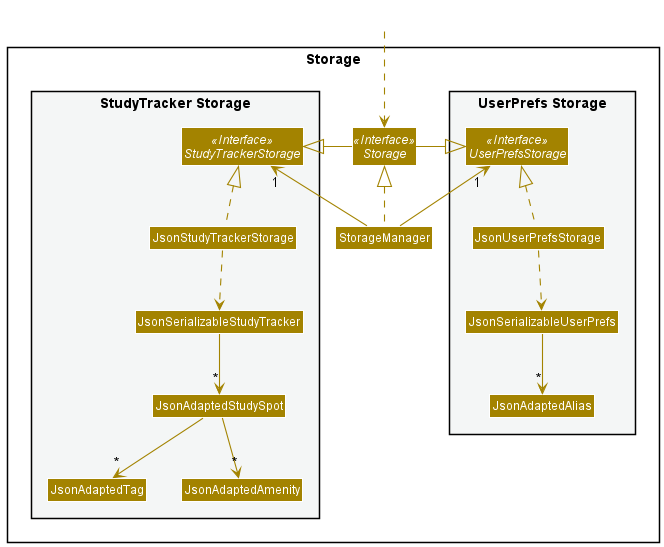 Storage
StudyTracker Storage
UserPrefs Storage
«Interface»
StudyTrackerStorage
«Interface»
Storage
«Interface»
UserPrefsStorage
1
1
JsonStudyTrackerStorage
StorageManager
JsonUserPrefsStorage
JsonSerializableStudyTracker
JsonSerializableUserPrefs
*
*
JsonAdaptedStudySpot
JsonAdaptedAlias
*
*
JsonAdaptedTag
JsonAdaptedAmenity